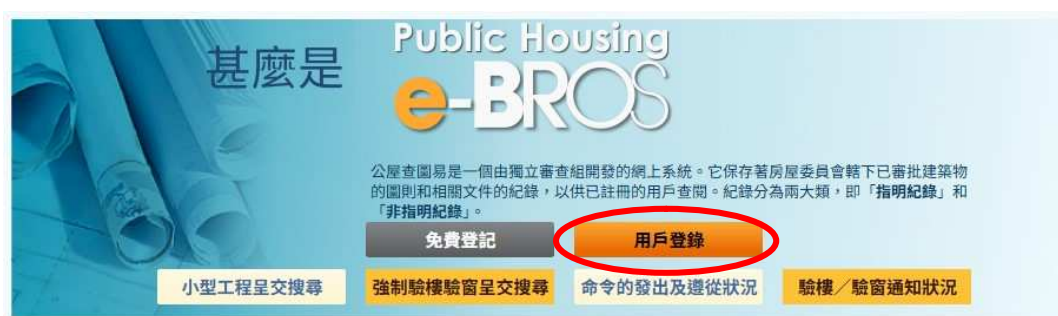 Public Housing
甚麼是
e-BROS
公屋查圖易是一個由獨立審查組開發的網上系統。它保存著房屋委員會轄下已審批建築物
的圖則和相關文件的紀錄，以供已註冊的用戶查閱。紀錄分為兩大類，即「指明紀錄」和
「非指明紀錄」。
免費登記 用戶登錄
小型工程呈交搜尋 強制驗樓驗窗呈交搜尋 命令的發出及遵從狀況 驗樓／驗窗通知狀況